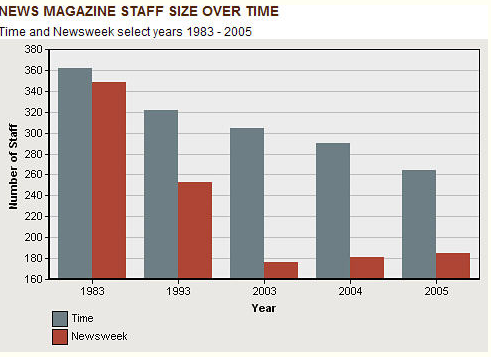 NEWS MAGAZINE STAFF SIZE OVER TIME
Time and Newsweek select years 1983 - 2005
380
360
340
320
300
280
260
240
220
200
180
160
Number of Staff
1983 1993 2003 2004 2005
Year
Time
Newsweek